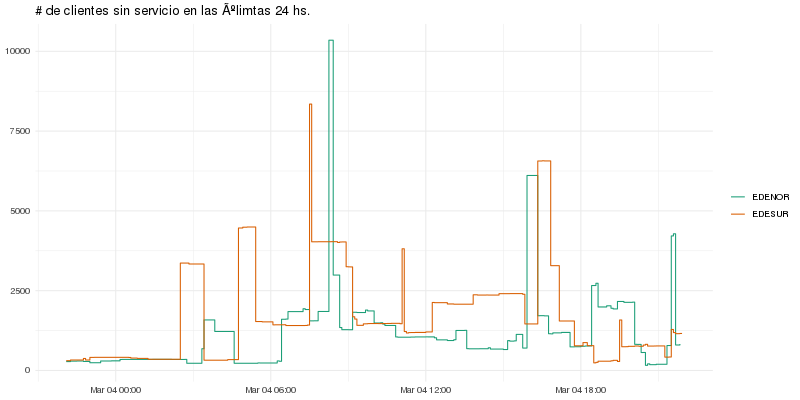 # de clientes sin servicio en las Ãºlimtas 24 hs.
10000
7500
5000
2500
0
Mar 04 00:00
Mar 04 06:00
Mar 04 12:00
Mar 04 18:00
EDENOR
EDESUR